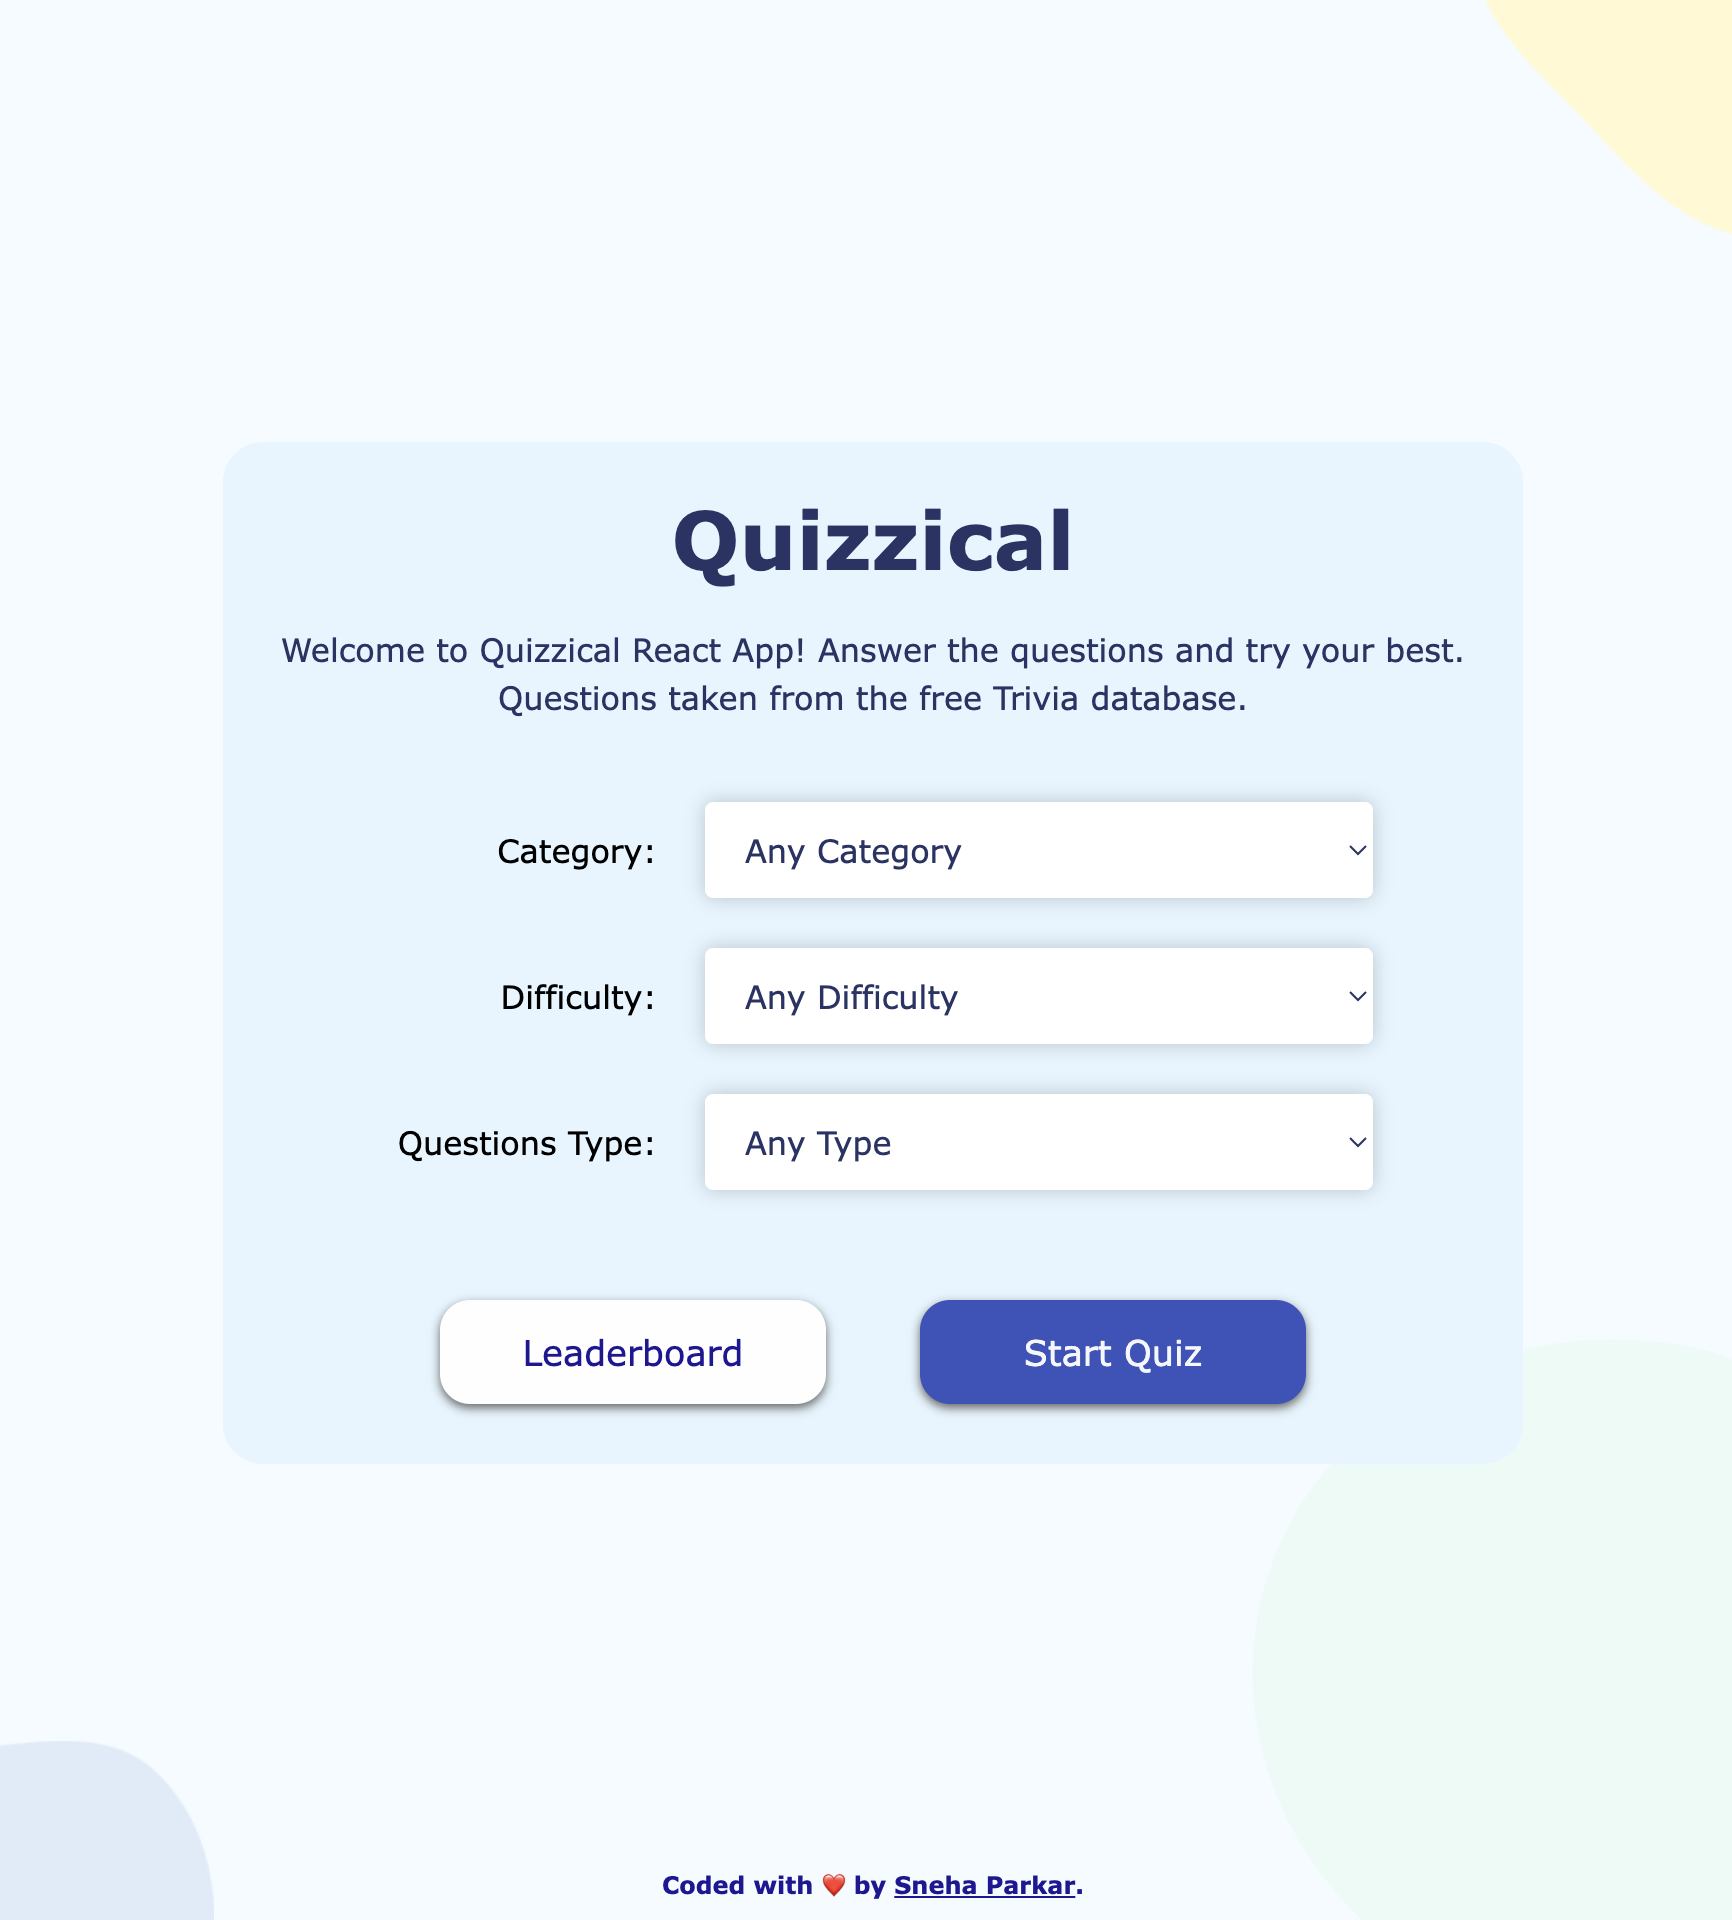 Quizzical
Welcome to Quizzical React App! Answer the questions and try your best.
Questions taken from the free Trivia database.
Category: Any Category
Difficulty: Any Difficulty
Questions Type: Any Type
Leaderboard Start Quiz
Coded with ❤️ by Sneha Parkar.